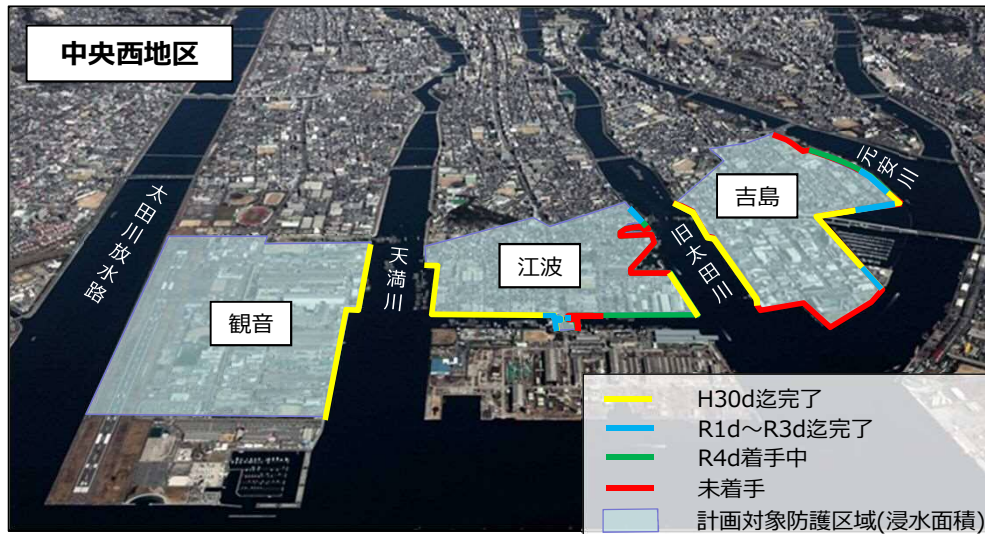 中央西地区
太田川放水路
天満川
旧太田川
元安川
観音
江波
吉島
H30d迄完了
R1d～R3d迄完了
R4d着手中
未着手
計画対象防護区域(浸水面積)